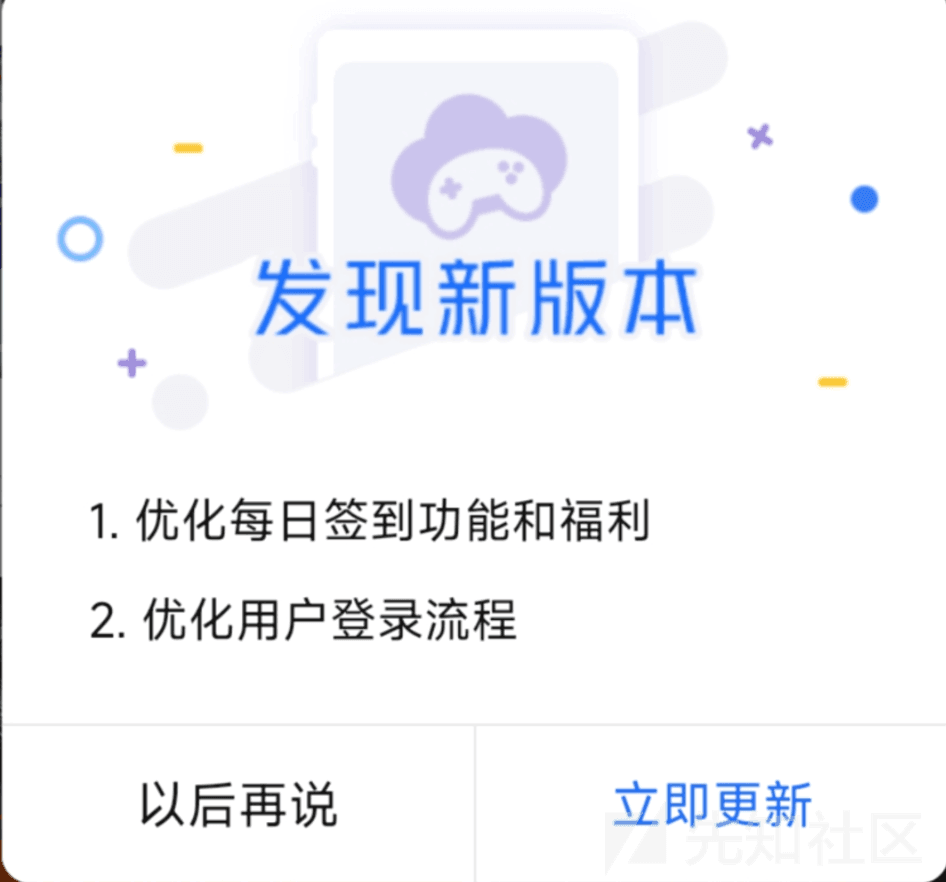 发现新版本
1. 优化每日签到功能和福利
2. 优化用户登录流程
以后再说
立即更新
先知社区